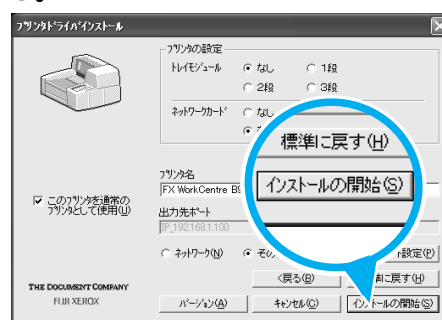 プリンタドライバインストール
プリンタの設定
トレイモジュール
なし
1段
2段
3段
ネットワークカード
なし
標準に戻す(H)
インストールの開始(S)
プリンタ名
FX WorkCentre
このプリンタを通常の
プリンタとして使用(U)
出力先ポート
IP_192.168.1.100
ネットワーク(N)
設定(P)
<戻る(B)
に戻す(H)
THE DOCUMENT COMPANY
FUJI XEROX
バージョン(A)
キャンセル(C)
インストールの開始(S)